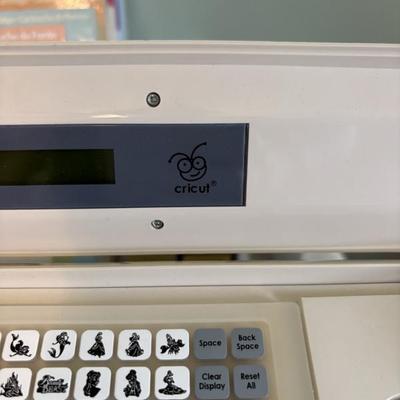 cricut®
Space
Back
Space
Clear
Display
Reset
All